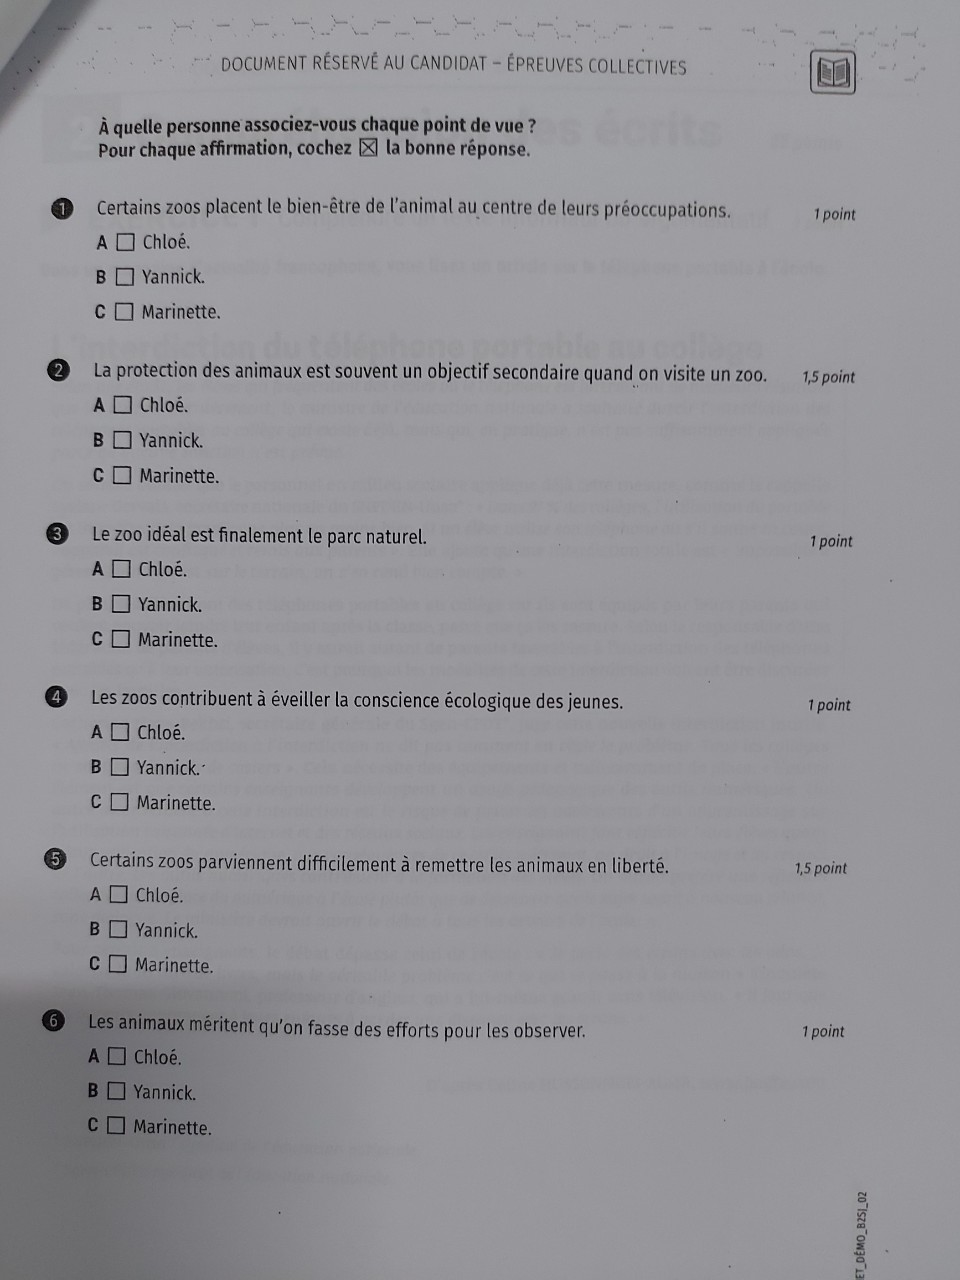 DOCUMENT RÉSERVÉ AU CANDIDAT – ÉPREUVES COLLECTIVES
À quelle personne associez-vous chaque point de vue ?
Pour chaque affirmation, cochez ☒ la bonne réponse.
1 Certains zoos placent le bien-être de l'animal au centre de leurs préoccupations. 1 point
A ☐ Chloé.
B ☐ Yannick.
C ☐ Marinette.
2 La protection des animaux est souvent un objectif secondaire quand on visite un zoo. 1,5 point
A ☐ Chloé.
B ☐ Yannick.
C ☐ Marinette.
3 Le zoo idéal est finalement le parc naturel. 1 point
A ☐ Chloé.
B ☐ Yannick.
C ☐ Marinette.
4 Les zoos contribuent à éveiller la conscience écologique des jeunes. 1 point
A ☐ Chloé.
B ☐ Yannick.
C ☐ Marinette.
5 Certains zoos parviennent difficilement à remettre les animaux en liberté. 1,5 point
A ☐ Chloé.
B ☐ Yannick.
C ☐ Marinette.
6 Les animaux méritent qu'on fasse des efforts pour les observer. 1 point
A ☐ Chloé.
B ☐ Yannick.
C ☐ Marinette.
ET_DÉMO_B2SJ_02